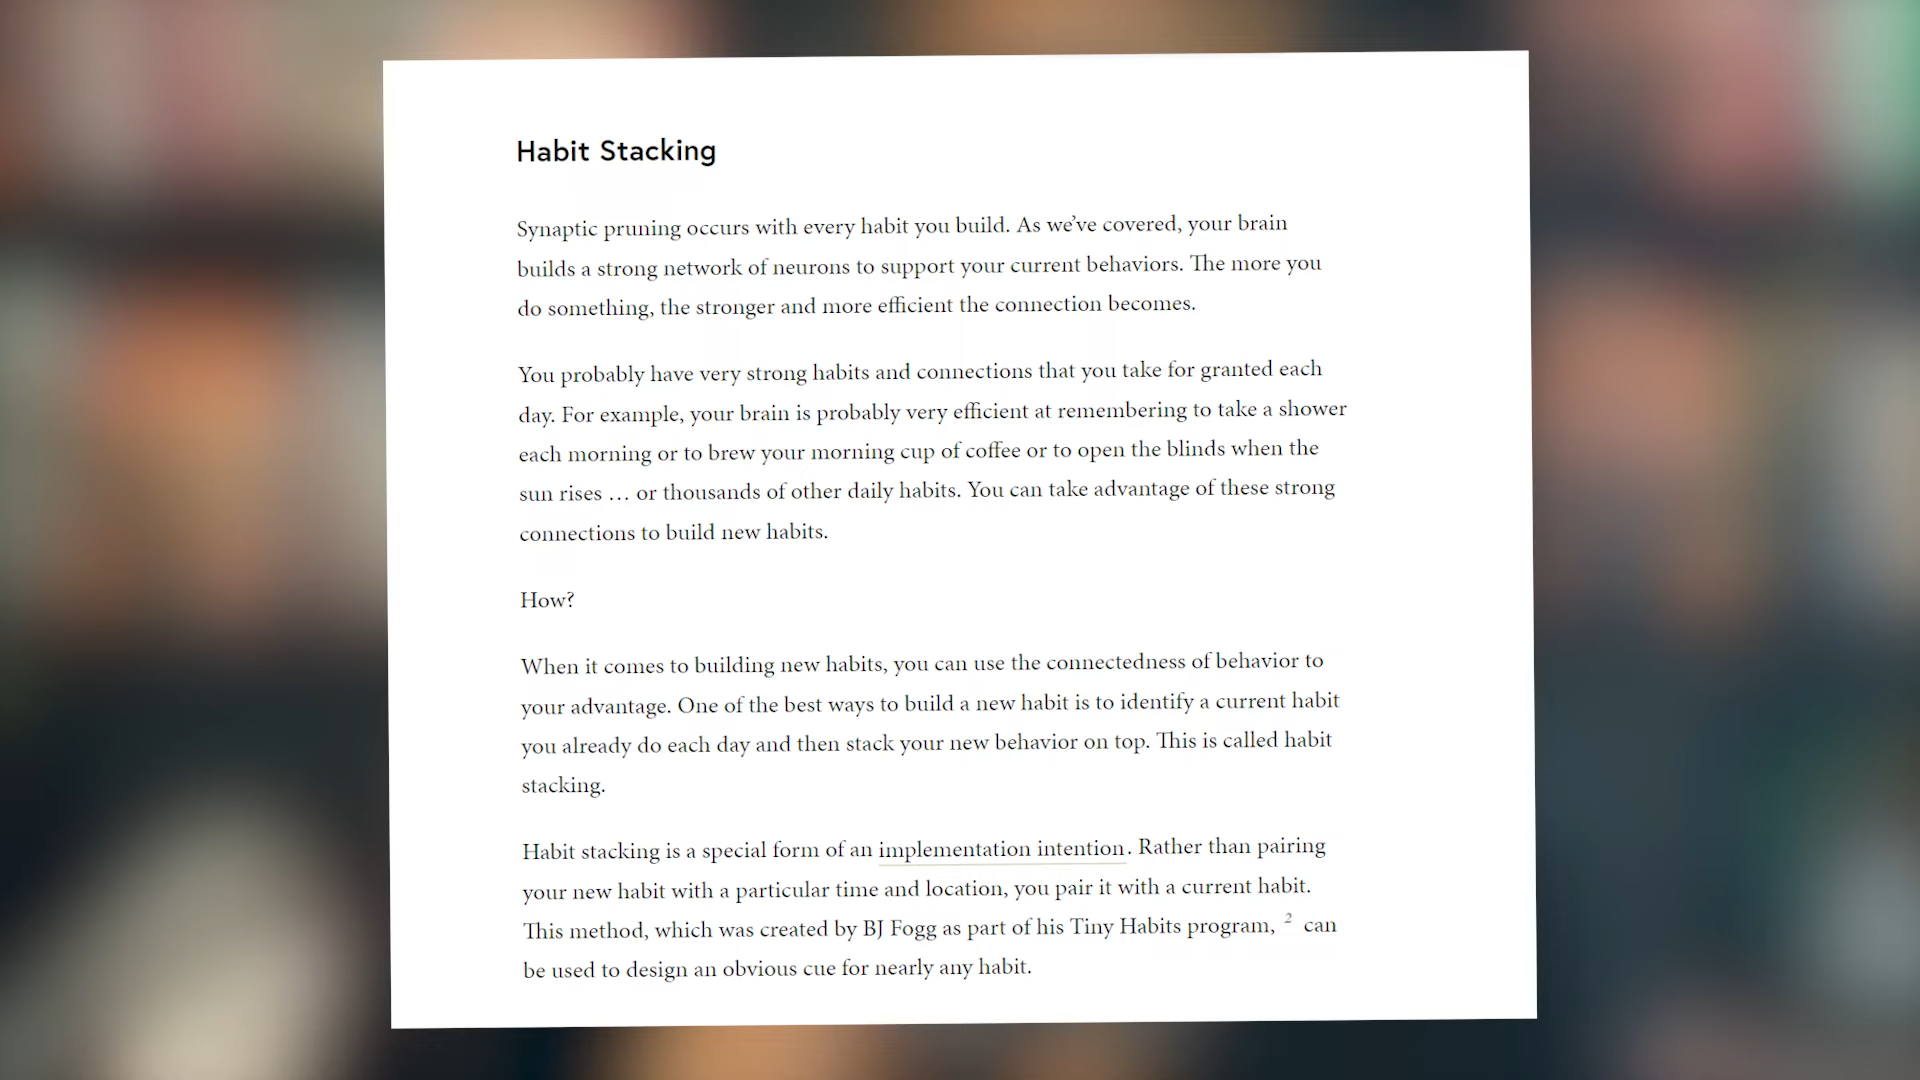 Habit Stacking
Synaptic pruning occurs with every habit you build. As we’ve covered, your brain
builds a strong network of neurons to support your current behaviors. The more you
do something, the stronger and more efficient the connection becomes.
You probably have very strong habits and connections that you take for granted each
day. For example, your brain is probably very efficient at remembering to take a shower
each morning or to brew your morning cup of coffee or to open the blinds when the
sun rises … or thousands of other daily habits. You can take advantage of these strong
connections to build new habits.
How?
When it comes to building new habits, you can use the connectedness of behavior to
your advantage. One of the best ways to build a new habit is to identify a current habit
you already do each day and then stack your new behavior on top. This is called habit
stacking.
Habit stacking is a special form of an implementation intention. Rather than pairing
your new habit with a particular time and location, you pair it with a current habit.
This method, which was created by BJ Fogg as part of his Tiny Habits program, 2 can
be used to design an obvious cue for nearly any habit.